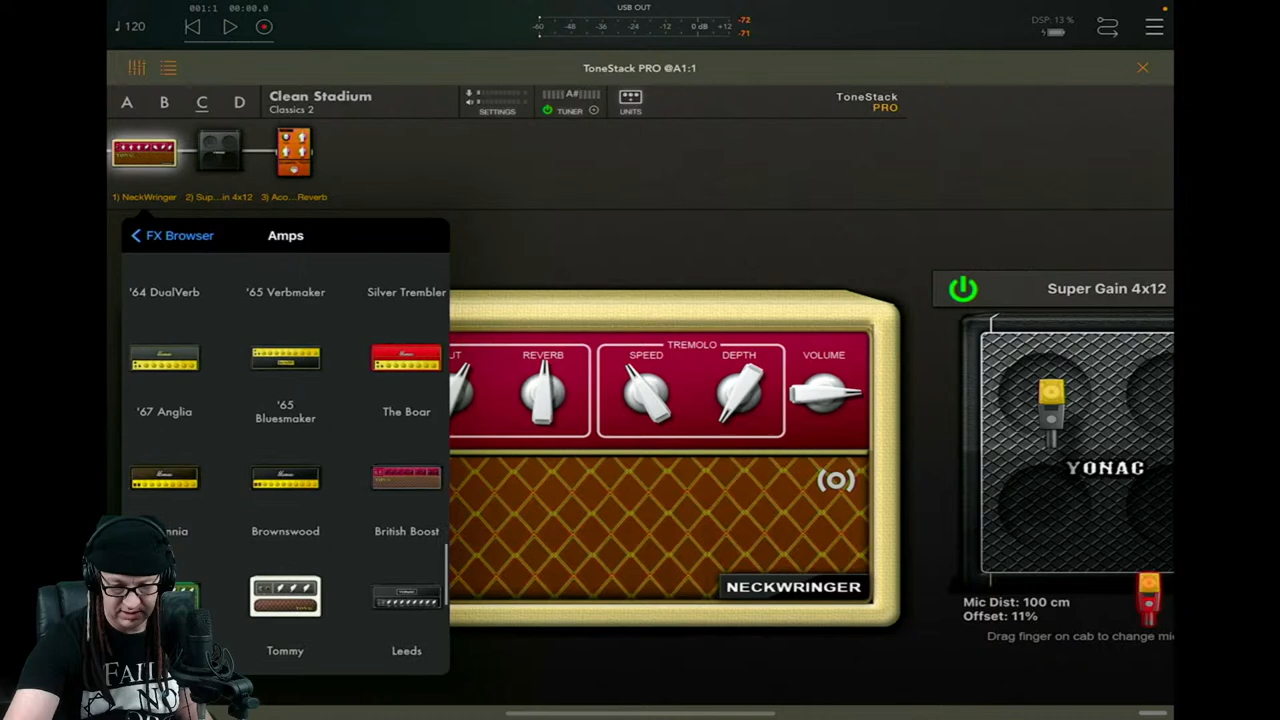 001:1 00:00.0
USB OUT
♩ 120
-60 -48 -36 -24 -12 0 dB +12
-72
-71
DSP: 13 %
ToneStack PRO @A1:1
A B C D
Clean Stadium
Classics 2
SETTINGS
A#
TUNER
UNITS
ToneStack
PRO
1) NeckWringer 2) Sup...in 4x12 3) Aco...Reverb
FX Browser
Amps
'64 DualVerb '65 Verbmaker Silver Trembler
'67 Anglia '65 Bluesmaker The Boar
Brownswood British Boost
Tommy Leeds
REVERB
TREMOLO
SPEED DEPTH
VOLUME
NECKWRINGER
Super Gain 4x12
YONAC
Mic Dist: 100 cm
Offset: 11%
Drag finger on cab to change mi
FAIL
NO